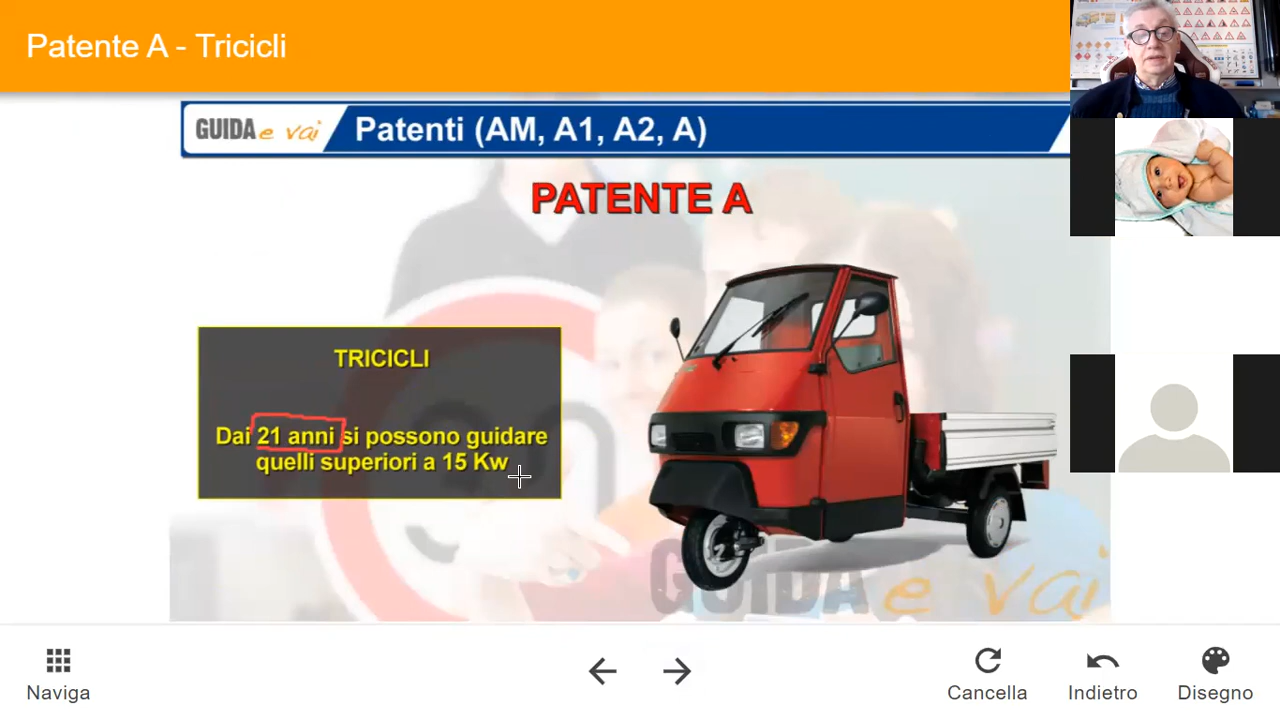 Patente A - Tricicli
GUIDA e vai
Patenti (AM, A1, A2, A)
PATENTE A
TRICICLI
Dai 21 anni si possono guidare
quelli superiori a 15 Kw
GUIDA e vai
Naviga
Cancella
Indietro
Disegno